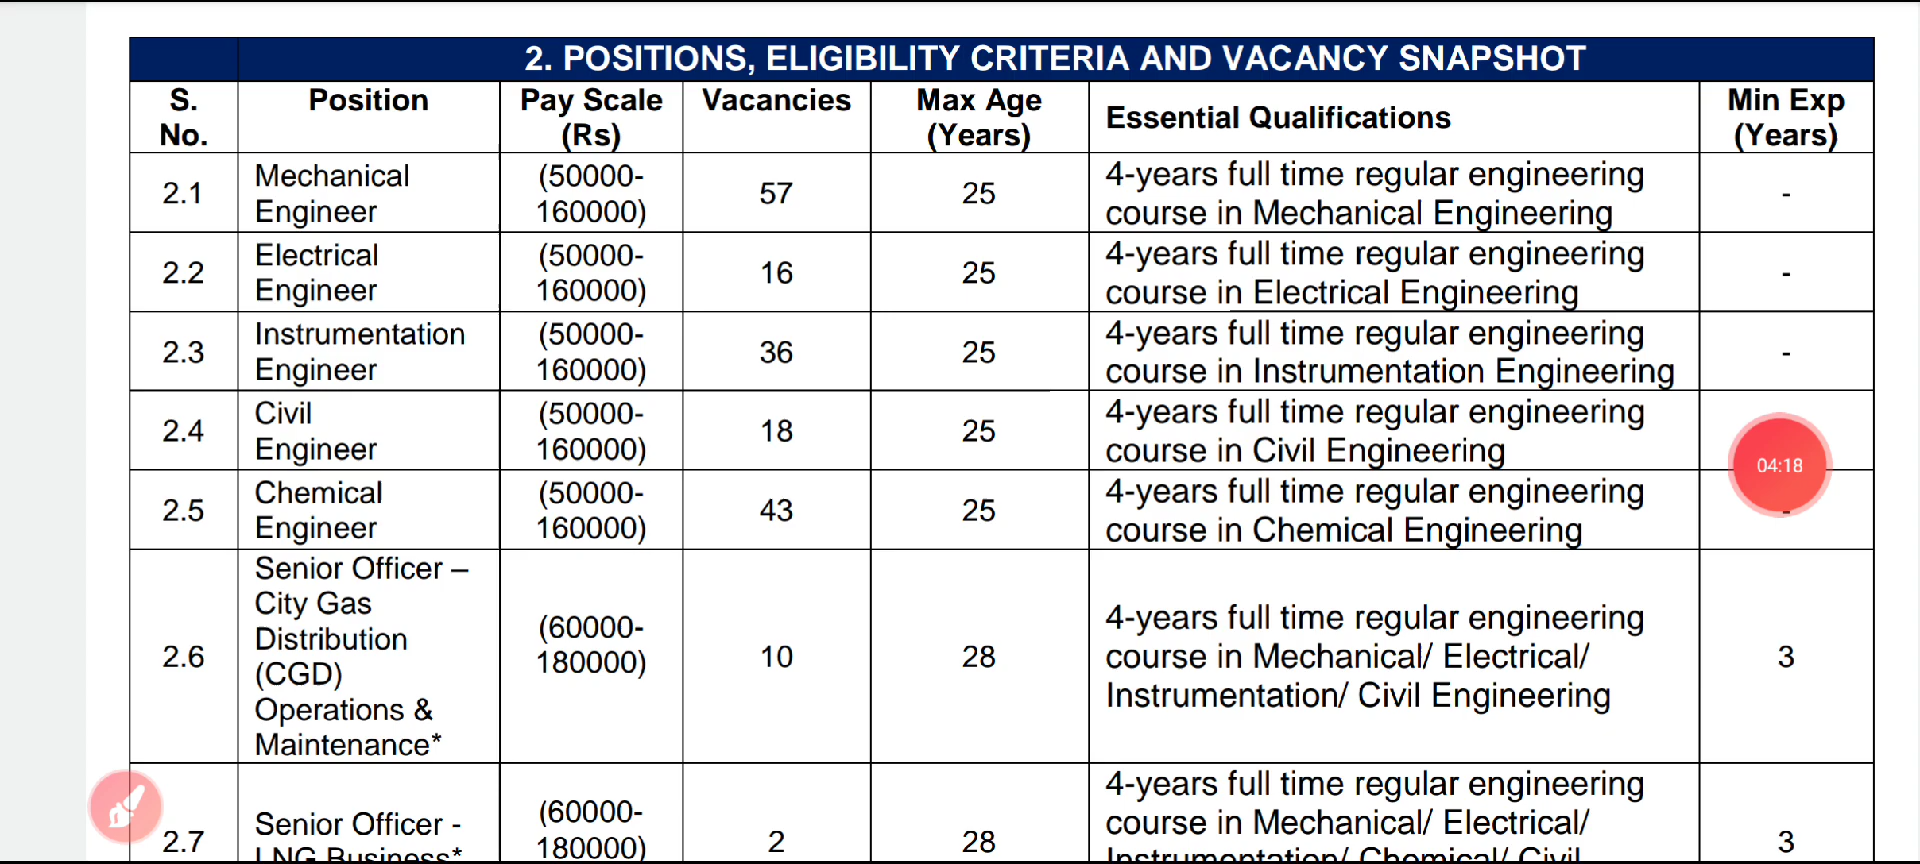 2. POSITIONS, ELIGIBILITY CRITERIA AND VACANCY SNAPSHOT
S. No. Position Pay Scale (Rs) Vacancies Max Age (Years) Essential Qualifications Min Exp (Years)
2.1 Mechanical Engineer (50000-160000) 57 25 4-years full time regular engineering course in Mechanical Engineering -
2.2 Electrical Engineer (50000-160000) 16 25 4-years full time regular engineering course in Electrical Engineering -
2.3 Instrumentation Engineer (50000-160000) 36 25 4-years full time regular engineering course in Instrumentation Engineering -
2.4 Civil Engineer (50000-160000) 18 25 4-years full time regular engineering course in Civil Engineering
04:18
2.5 Chemical Engineer (50000-160000) 43 25 4-years full time regular engineering course in Chemical Engineering -
2.6 Senior Officer – City Gas Distribution (CGD) Operations & Maintenance* (60000-180000) 10 28 4-years full time regular engineering course in Mechanical/ Electrical/ Instrumentation/ Civil Engineering 3
2.7 Senior Officer - LNG Business* (60000-180000) 2 28 4-years full time regular engineering course in Mechanical/ Electrical/ Instrumentation/ Chemical/ Civil 3